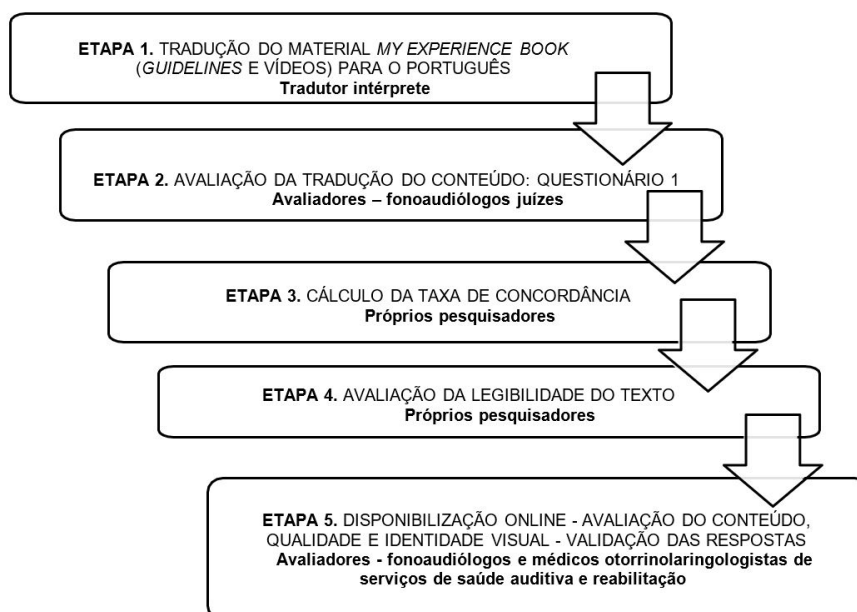 ETAPA 1. TRADUÇÃO DO MATERIAL MY EXPERIENCE BOOK
(GUIDELINES E VÍDEOS) PARA O PORTUGUÊS
Tradutor intérprete
ETAPA 2. AVALIAÇÃO DA TRADUÇÃO DO CONTEÚDO: QUESTIONÁRIO 1
Avaliadores – fonoaudiólogos juízes
ETAPA 3. CÁLCULO DA TAXA DE CONCORDÂNCIA
Próprios pesquisadores
ETAPA 4. AVALIAÇÃO DA LEGIBILIDADE DO TEXTO
Próprios pesquisadores
ETAPA 5. DISPONIBILIZAÇÃO ONLINE - AVALIAÇÃO DO CONTEÚDO,
QUALIDADE E IDENTIDADE VISUAL - VALIDAÇÃO DAS RESPOSTAS
Avaliadores - fonoaudiólogos e médicos otorrinolaringologistas de
serviços de saúde auditiva e reabilitação